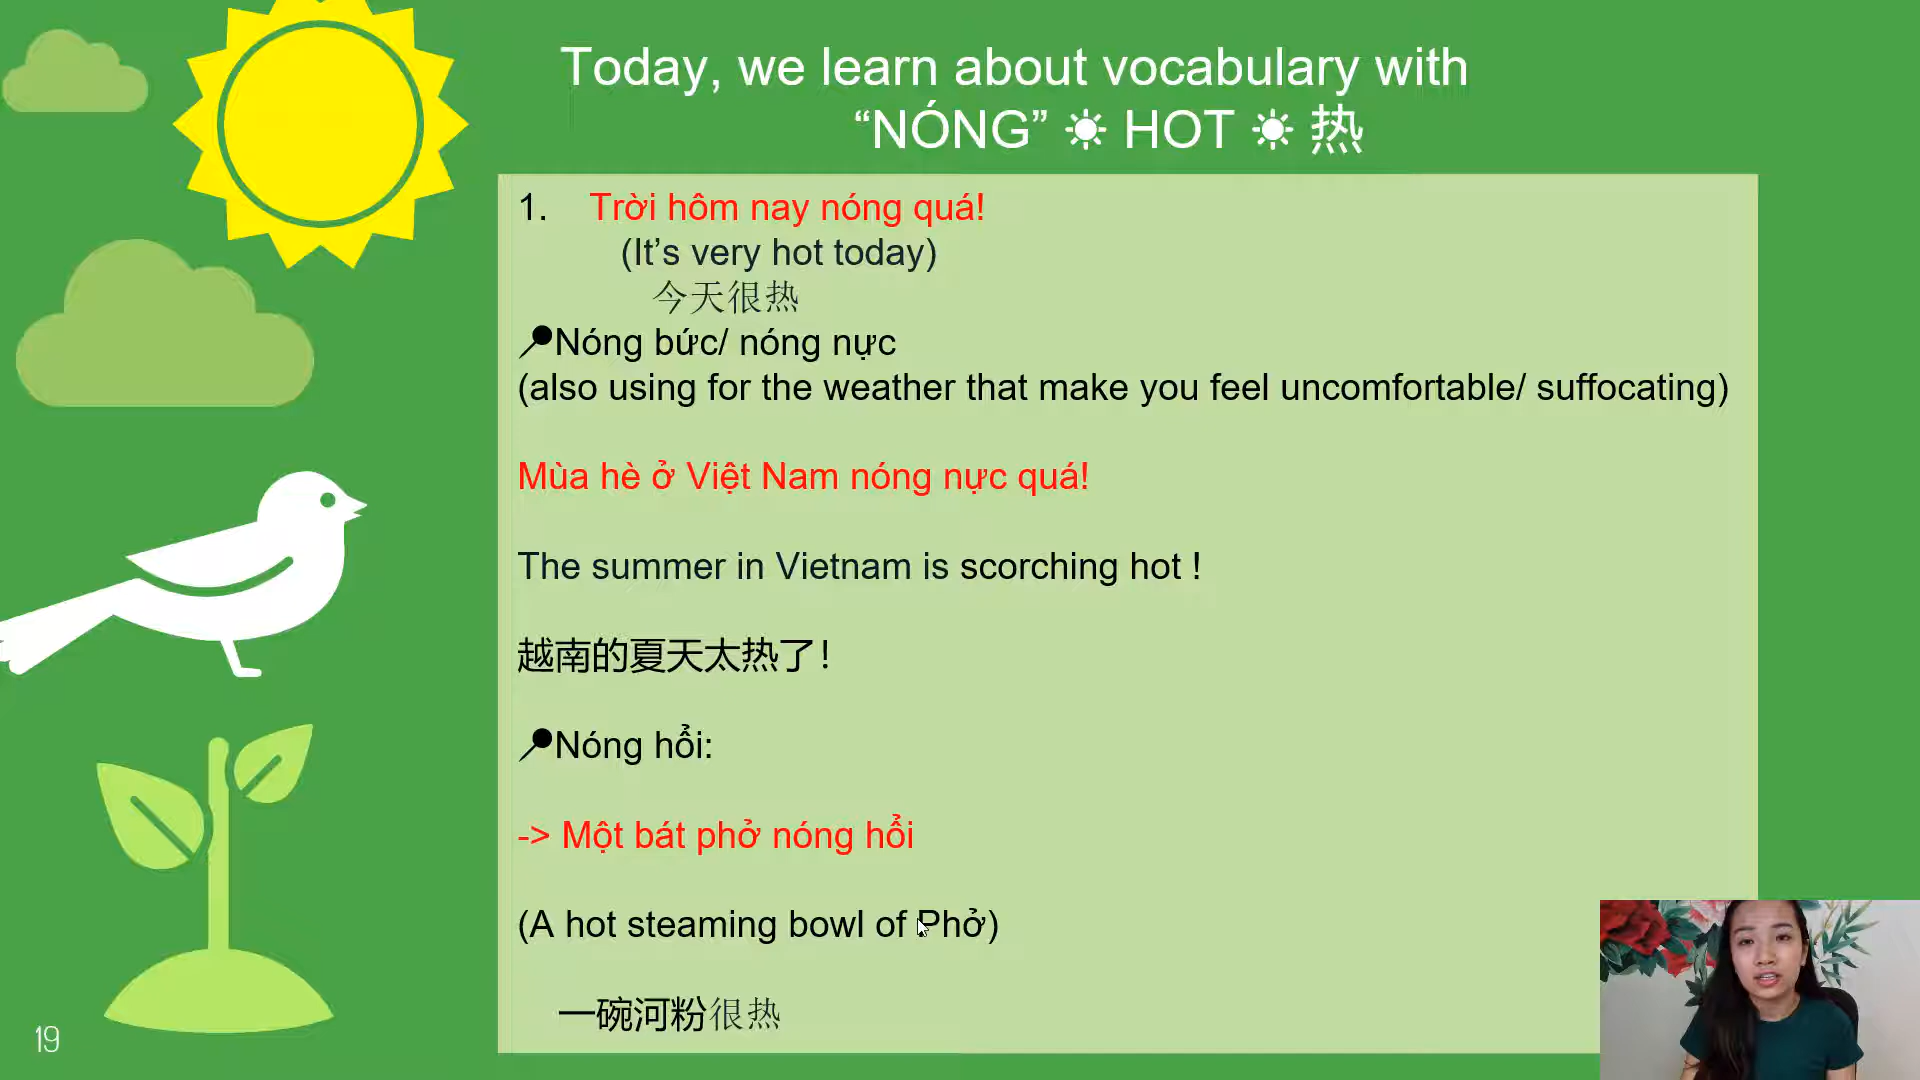 Today, we learn about vocabulary with
“NÓNG” ☀ HOT ☀ 热
1. Trời hôm nay nóng quá!
(It’s very hot today)
今天很热
Nóng bức/ nóng nực
(also using for the weather that make you feel uncomfortable/ suffocating)
Mùa hè ở Việt Nam nóng nực quá!
The summer in Vietnam is scorching hot !
越南的夏天太热了!
Nóng hổi:
-> Một bát phở nóng hổi
(A hot steaming bowl of Phở)
一碗河粉很热
19